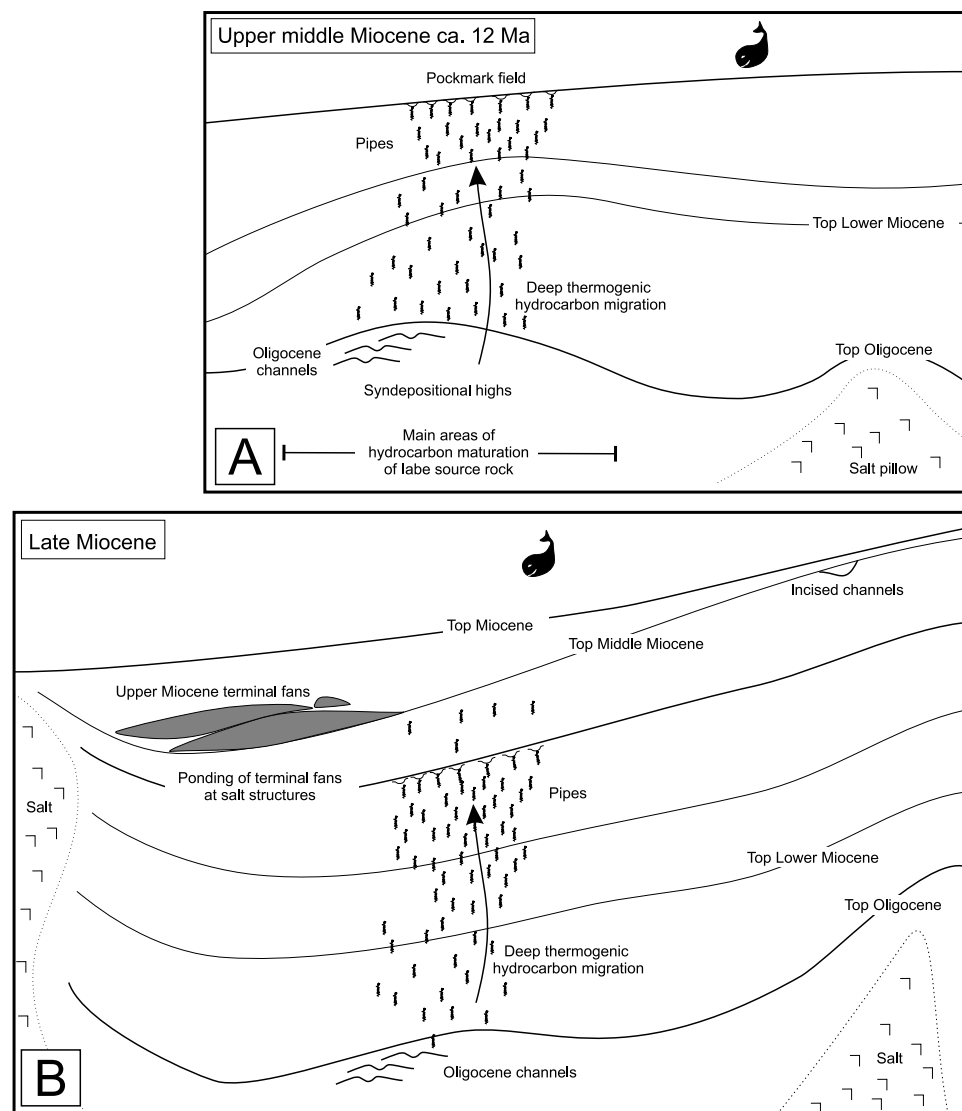 Upper middle Miocene ca. 12 Ma
Pockmark field
Pipes
Top Lower Miocene
Deep thermogenic
hydrocarbon migration
Oligocene
channels
Top Oligocene
Syndepositional highs
A
Main areas of
hydrocarbon maturation
of labe source rock
Salt pillow
Late Miocene
Incised channels
Top Miocene
Top Middle Miocene
Upper Miocene terminal fans
Ponding of terminal fans
at salt structures
Pipes
Salt
Top Lower Miocene
Top Oligocene
Deep thermogenic
hydrocarbon migration
B
Oligocene channels
Salt